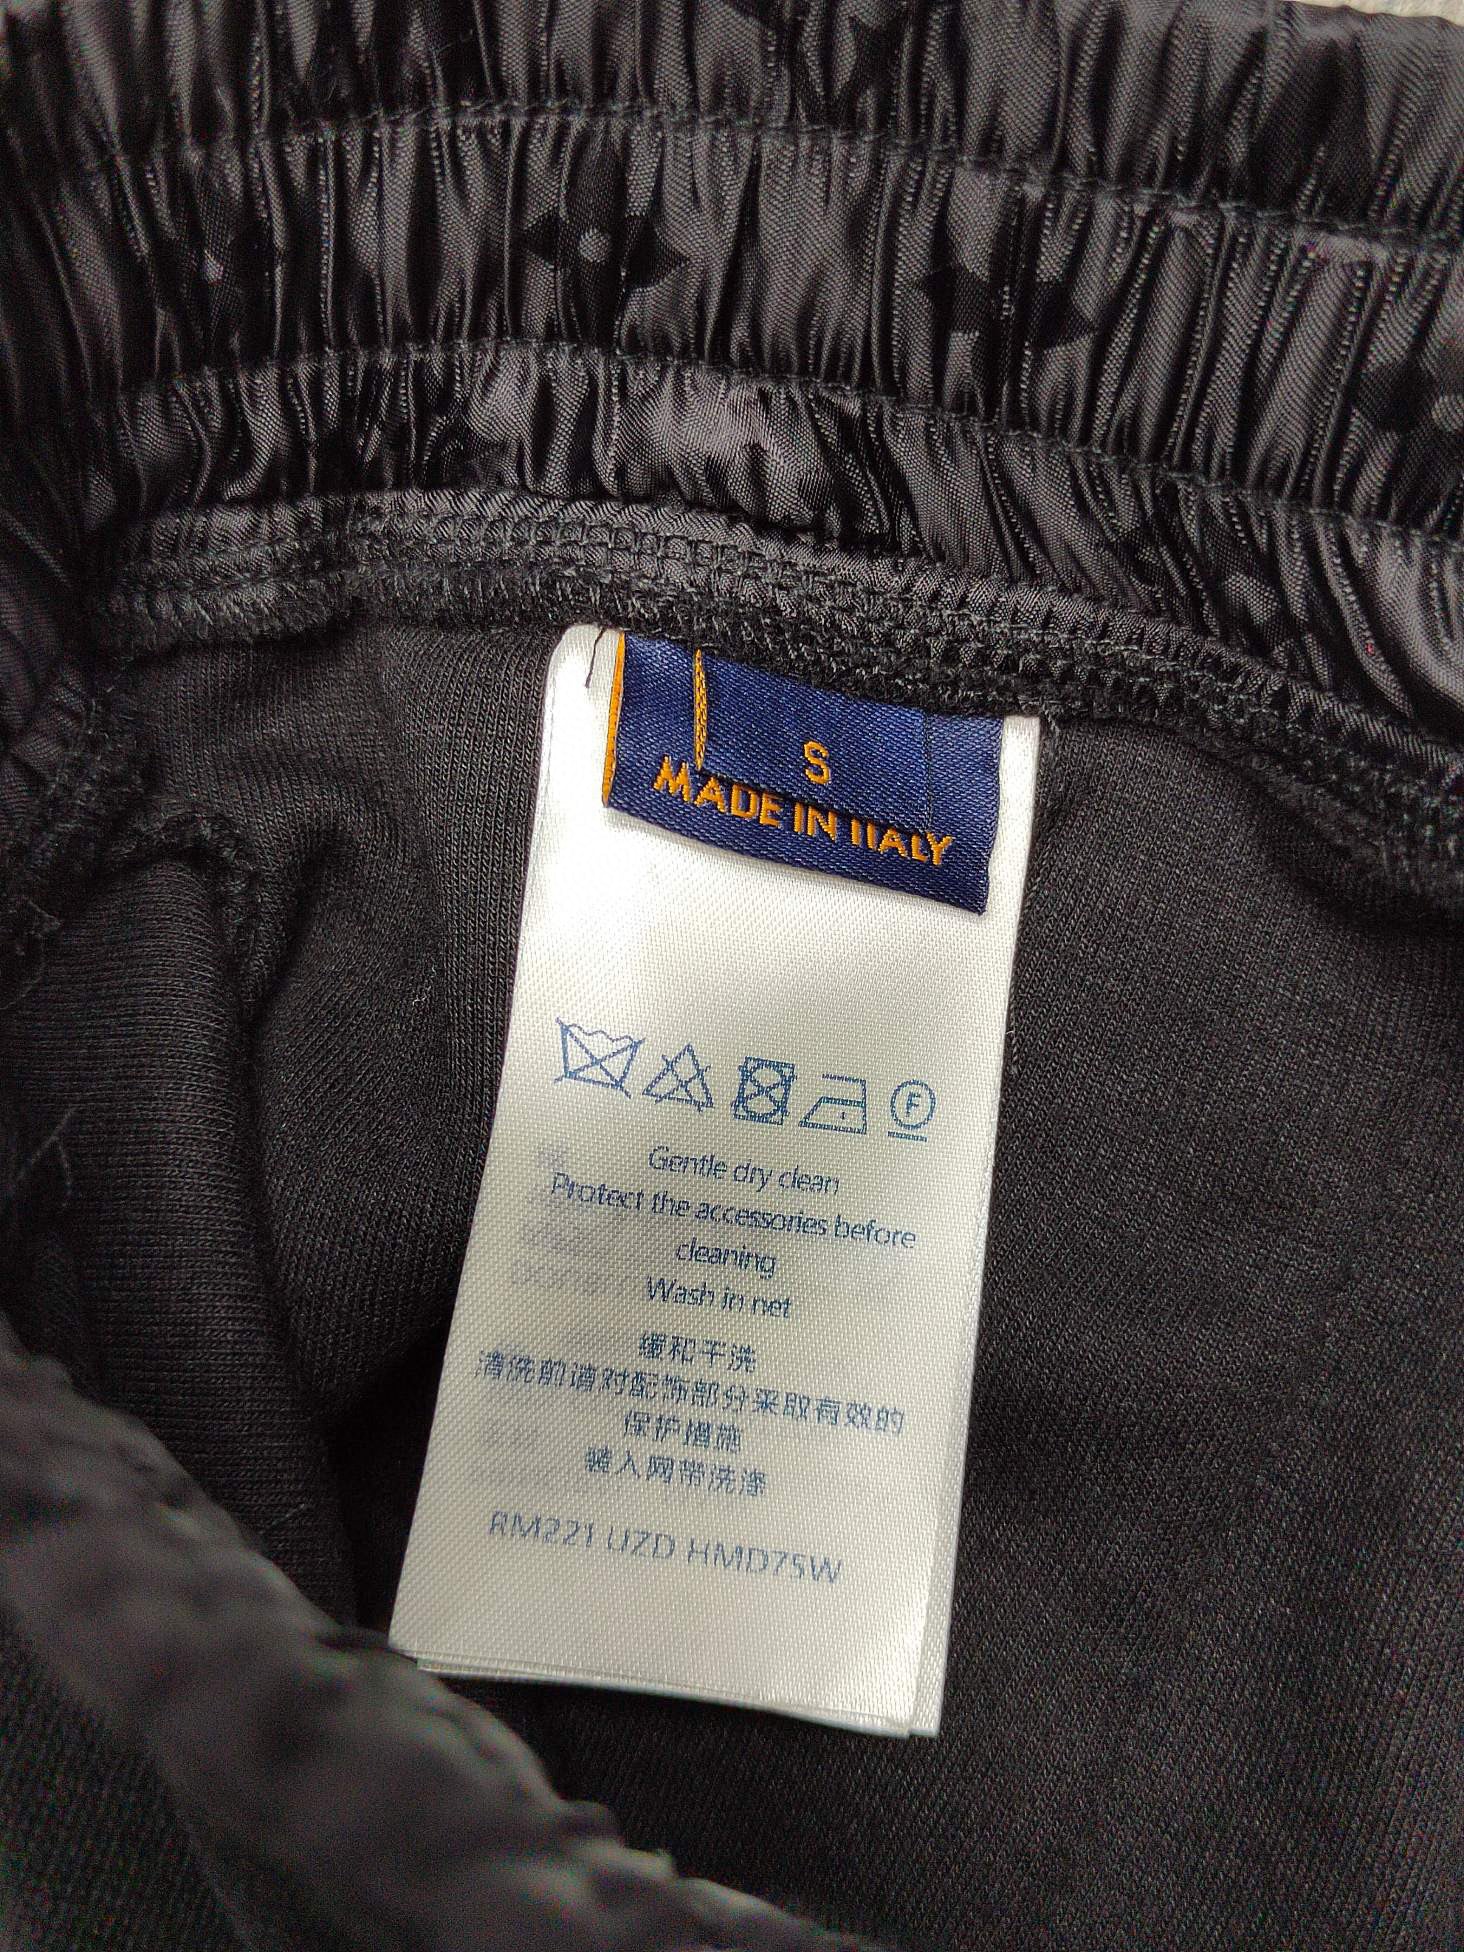 S
MADE IN ITALY
F
Gentle dry clean
Protect the accessories before
cleaning
Wash in net
缓和干洗
清洗前请对配饰部分采取有效的
保护措施
装入网带洗涤
RM221 UZD HMD75W